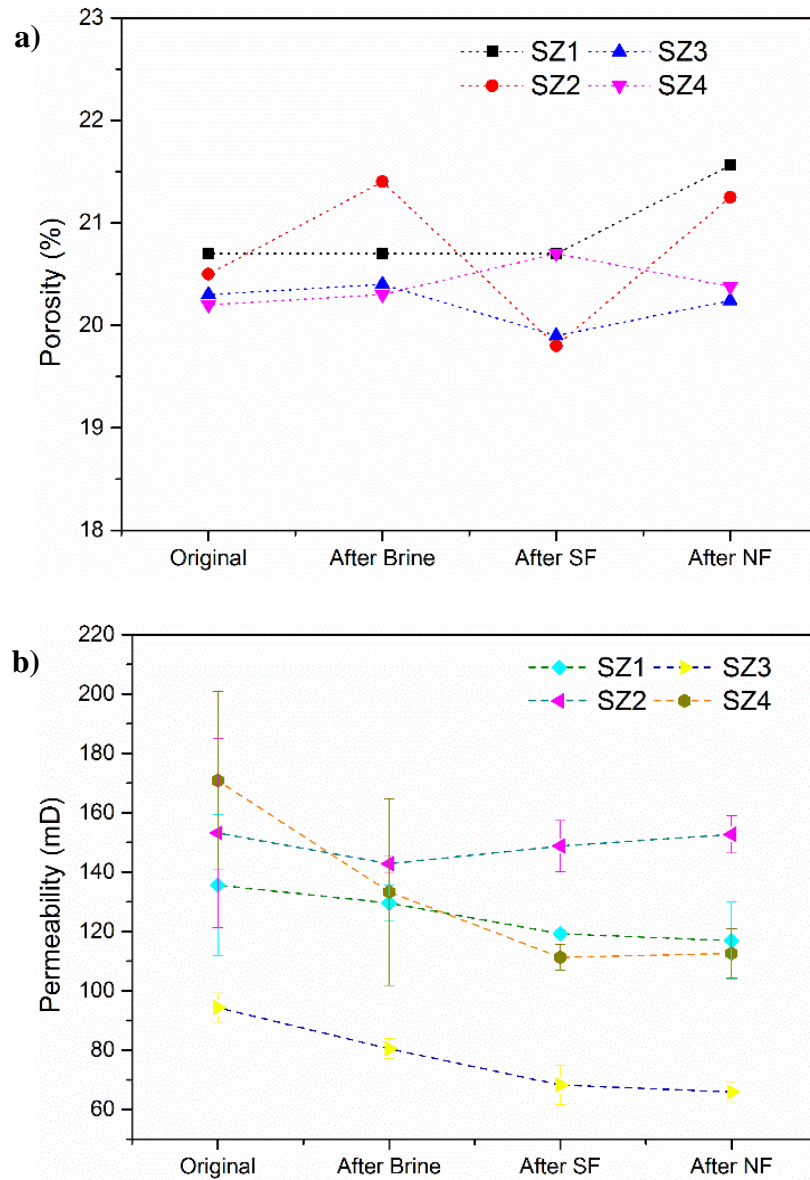 a)
23
22
21
20
19
18
Porosity (%)
SZ1 SZ3
SZ2 SZ4
Original After Brine After SF After NF
b)
220
200
180
160
140
120
100
80
60
Permeability (mD)
SZ1 SZ3
SZ2 SZ4
Original After Brine After SF After NF